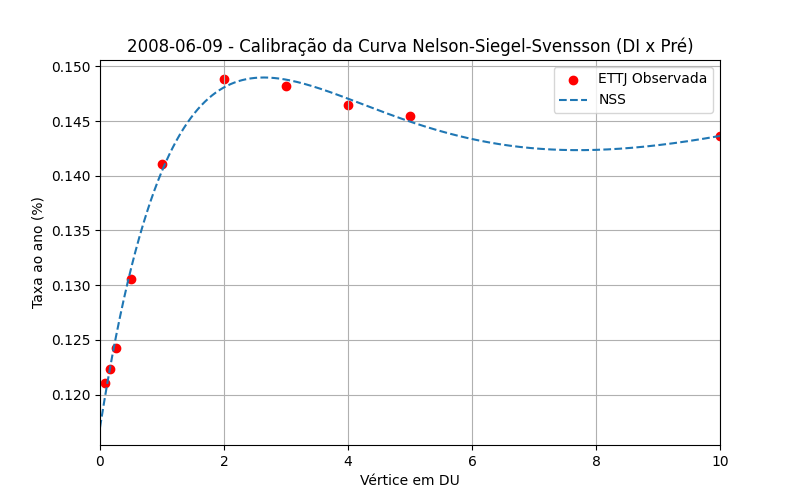 2008-06-09 - Calibração da Curva Nelson-Siegel-Svensson (DI x Pré)
ETTJ Observada
NSS
Taxa ao ano (%)
0.150
0.145
0.140
0.135
0.130
0.125
0.120
0 2 4 6 8 10
Vértice em DU